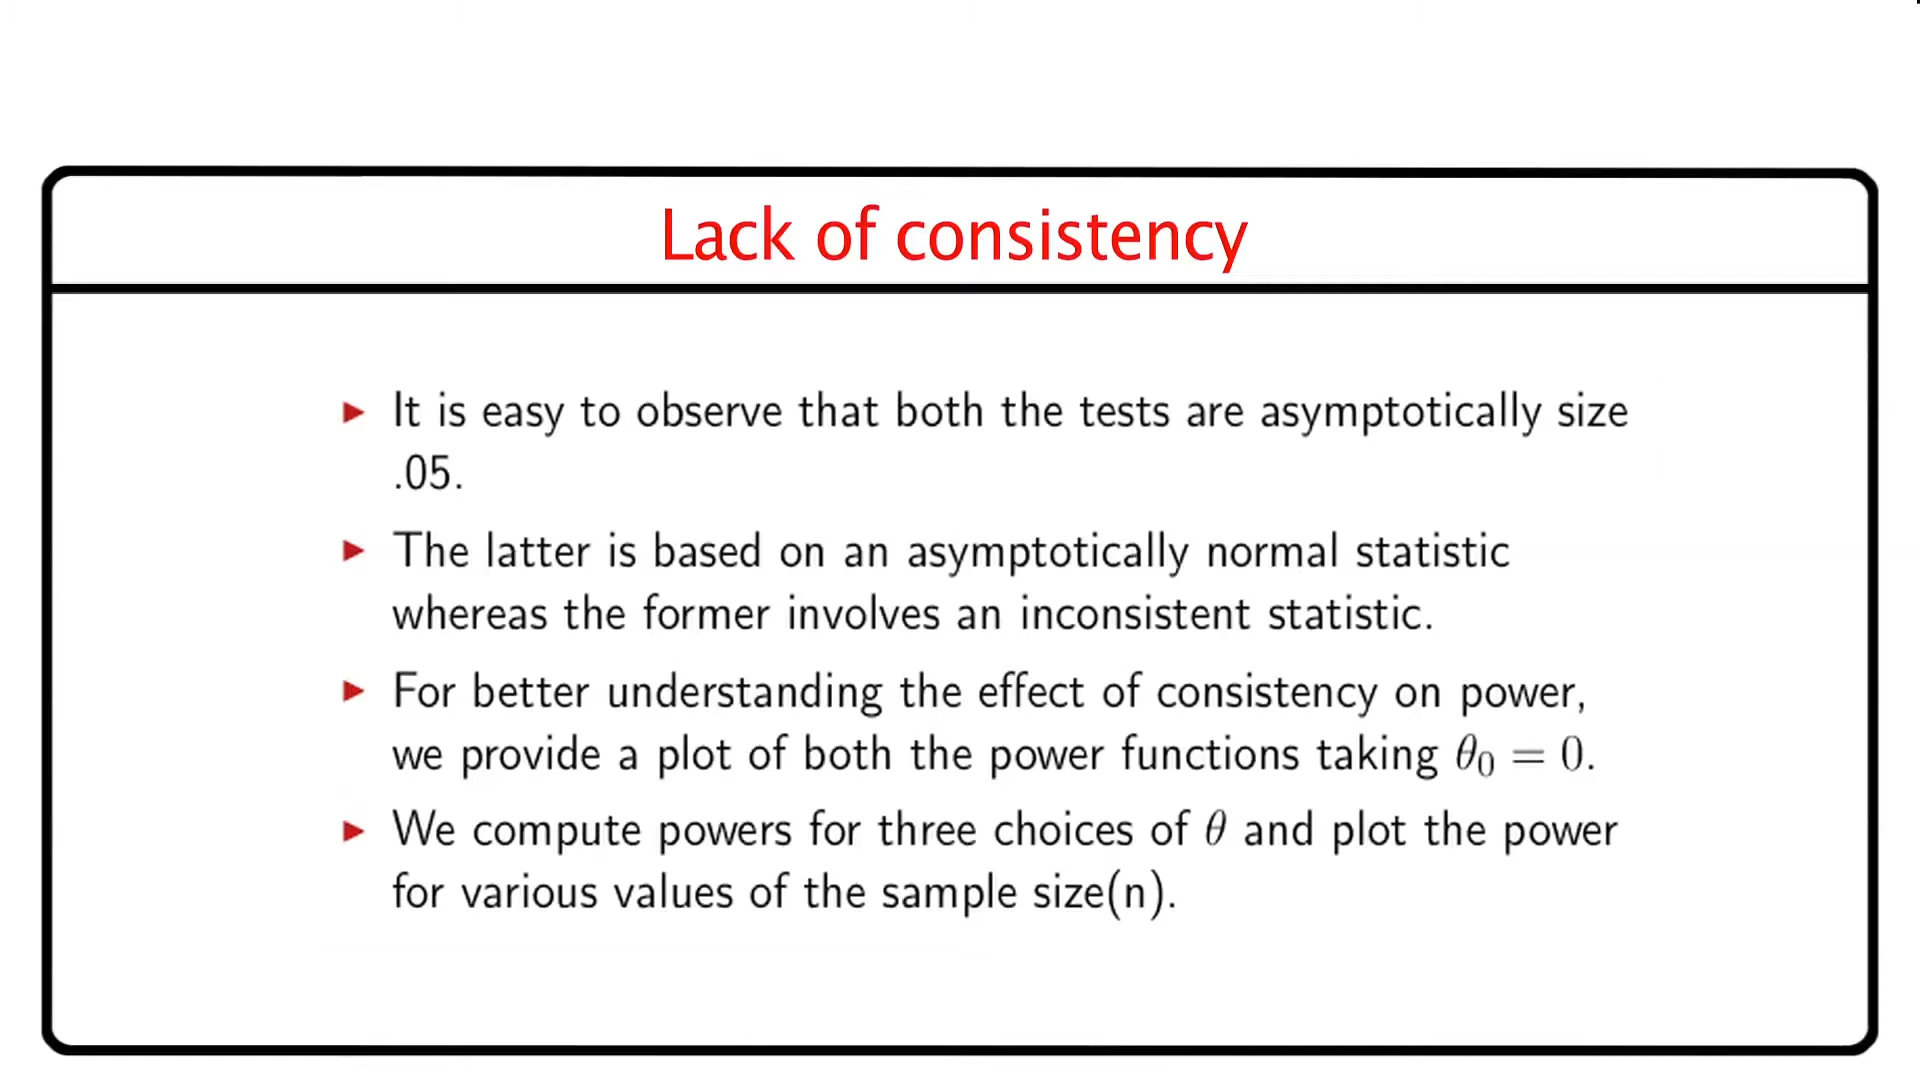 Lack of consistency
▶ It is easy to observe that both the tests are asymptotically size
.05.
▶ The latter is based on an asymptotically normal statistic
whereas the former involves an inconsistent statistic.
▶ For better understanding the effect of consistency on power,
we provide a plot of both the power functions taking θ₀ = 0.
▶ We compute powers for three choices of θ and plot the power
for various values of the sample size(n).